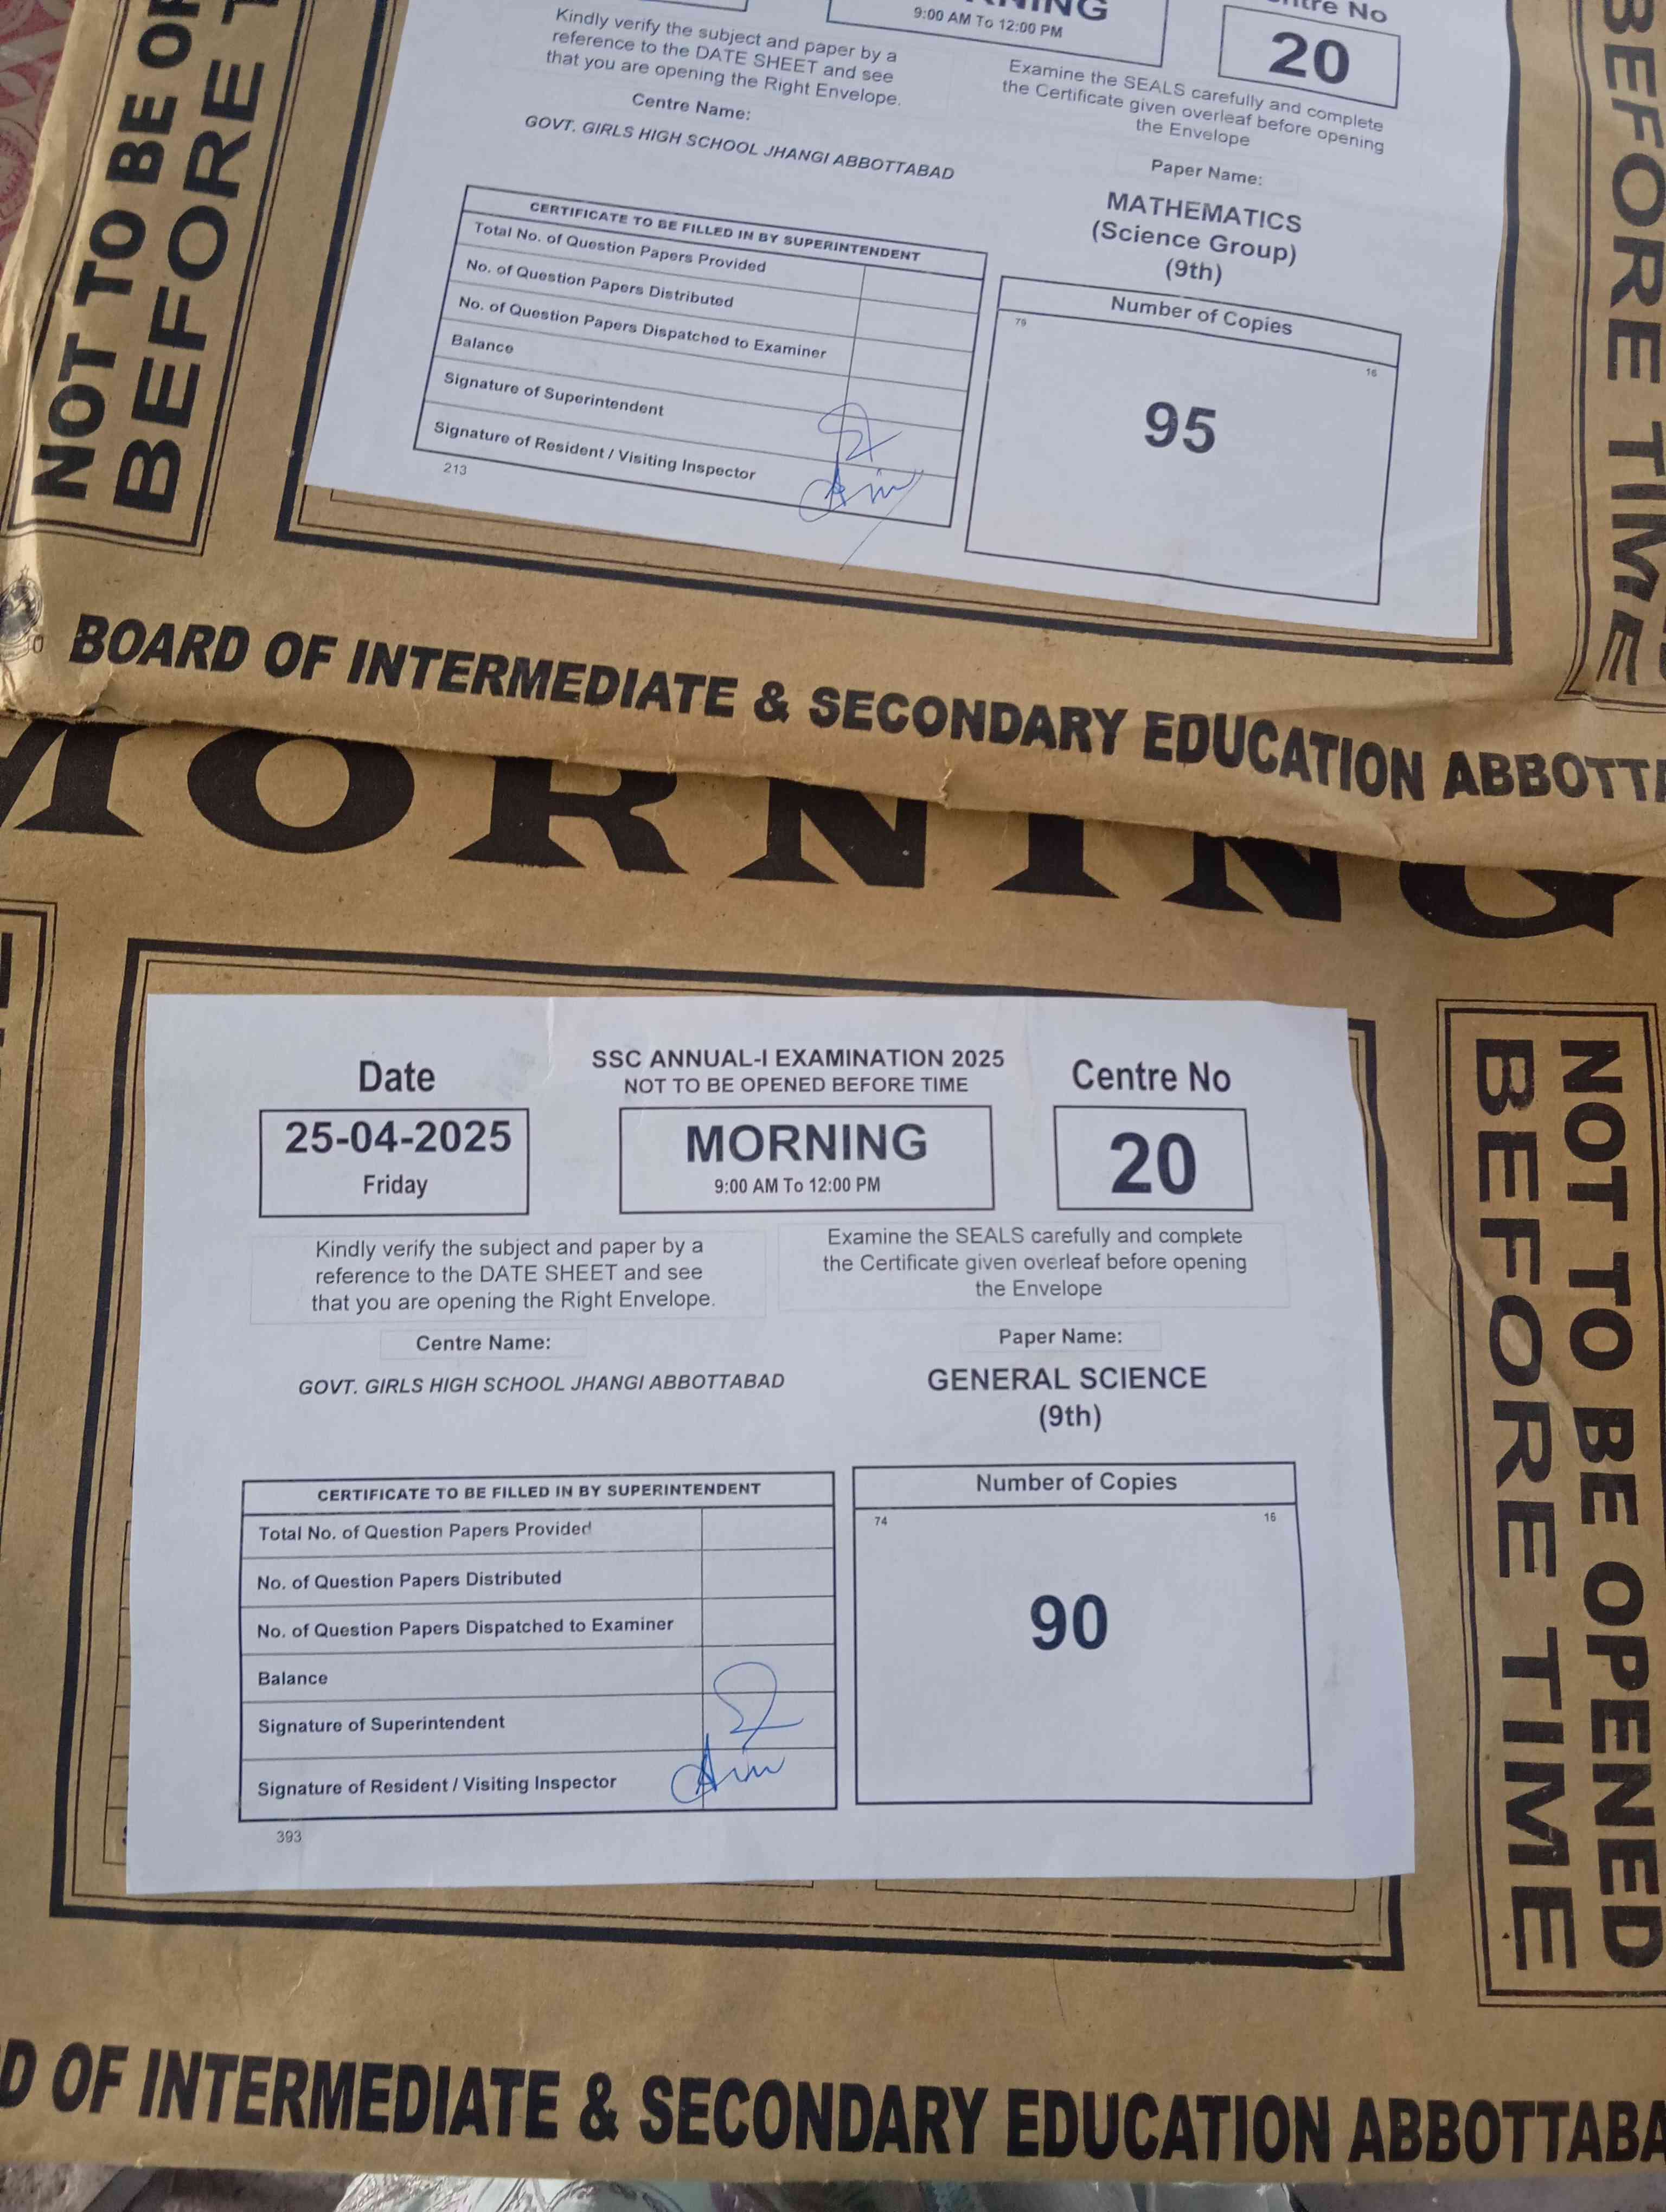 NOT TO BE
BEFORE
9:00 AM To 12:00 PM
Centre No
20
Kindly verify the subject and paper by a
reference to the DATE SHEET and see
that you are opening the Right Envelope.
Examine the SEALS carefully and complete
the Certificate given overleaf before opening
the Envelope
Centre Name:
GOVT. GIRLS HIGH SCHOOL JHANGI ABBOTTABAD
Paper Name:
MATHEMATICS
(Science Group)
(9th)
CERTIFICATE TO BE FILLED IN BY SUPERINTENDENT
Total No. of Question Papers Provided
No. of Question Papers Distributed
No. of Question Papers Dispatched to Examiner
Balance
Signature of Superintendent
Signature of Resident / Visiting Inspector
213
Number of Copies
79 16
95
BEFORE TIME
BOARD OF INTERMEDIATE & SECONDARY EDUCATION ABBOTTA
MORNING
Date
25-04-2025
Friday
SSC ANNUAL-I EXAMINATION 2025
NOT TO BE OPENED BEFORE TIME
MORNING
9:00 AM To 12:00 PM
Centre No
20
Kindly verify the subject and paper by a
reference to the DATE SHEET and see
that you are opening the Right Envelope.
Examine the SEALS carefully and complete
the Certificate given overleaf before opening
the Envelope
Centre Name:
GOVT. GIRLS HIGH SCHOOL JHANGI ABBOTTABAD
Paper Name:
GENERAL SCIENCE
(9th)
CERTIFICATE TO BE FILLED IN BY SUPERINTENDENT
Total No. of Question Papers Provided
No. of Question Papers Distributed
No. of Question Papers Dispatched to Examiner
Balance
Signature of Superintendent
Signature of Resident / Visiting Inspector
393
Number of Copies
74 16
90
NOT TO BE OPENED
BEFORE TIME
D OF INTERMEDIATE & SECONDARY EDUCATION ABBOTTABA